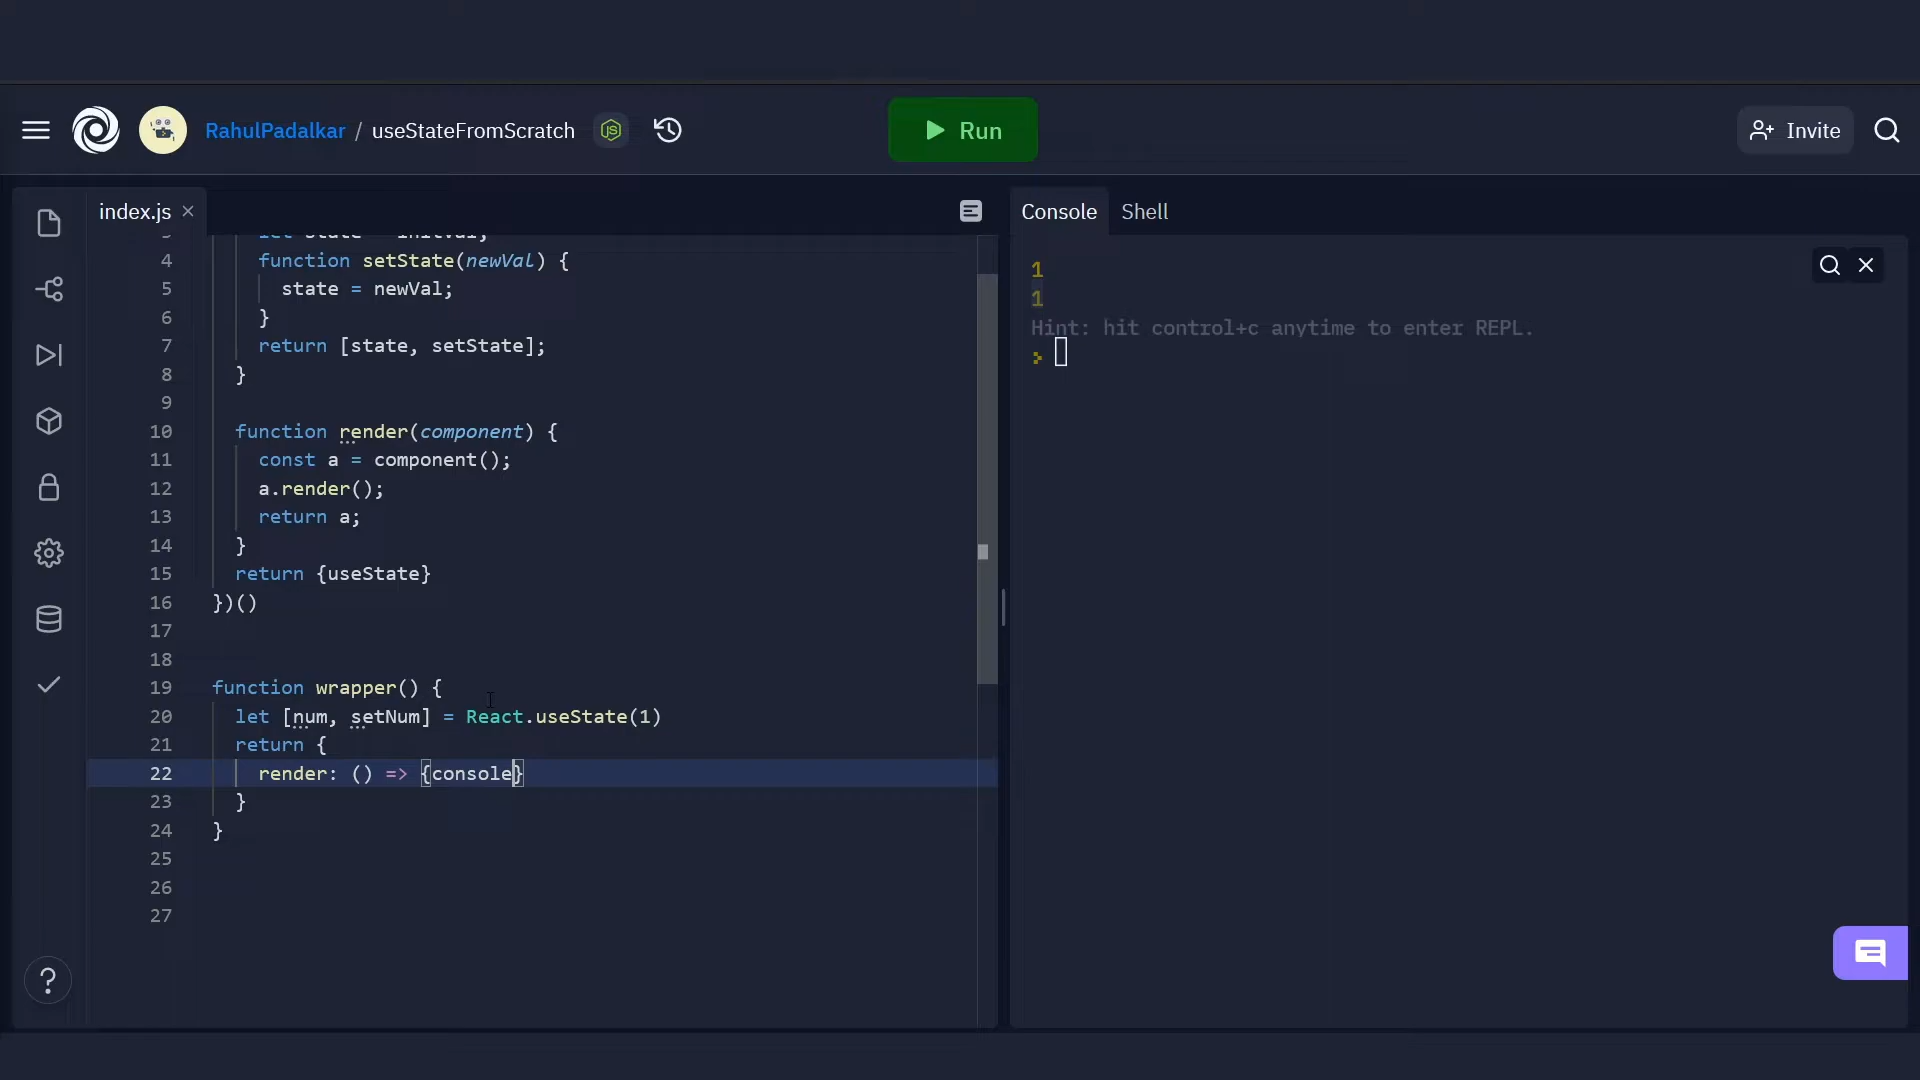 RahulPadalkar / useStateFromScratch
Run
Invite
index.js
Console Shell
4 function setState(newVal) {
5 state = newVal;
6 }
7 return [state, setState];
8 }
9
10 function render(component) {
11 const a = component();
12 a.render();
13 return a;
14 }
15 return {useState}
16 })()
17
18
19 function wrapper() {
20 let [num, setNum] = React.useState(1)
21 return {
22 render: () => {console}
23 }
24 }
25
26
27
1
1
Hint: hit control+c anytime to enter REPL.